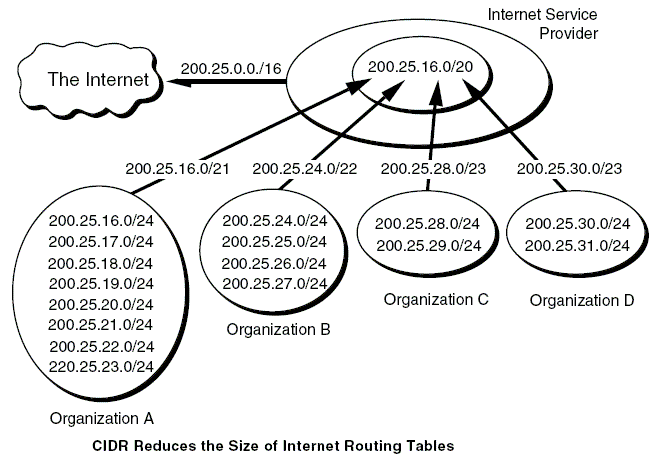 Internet Service
Provider
The Internet
200.25.0.0./16
200.25.16.0/20
200.25.16.0/21
200.25.24.0/22
200.25.28.0/23
200.25.30.0/23
200.25.16.0/24
200.25.17.0/24
200.25.18.0/24
200.25.19.0/24
200.25.20.0/24
200.25.21.0/24
200.25.22.0/24
220.25.23.0/24
Organization A
200.25.24.0/24
200.25.25.0/24
200.25.26.0/24
200.25.27.0/24
Organization B
200.25.28.0/24
200.25.29.0/24
Organization C
200.25.30.0/24
200.25.31.0/24
Organization D
CIDR Reduces the Size of Internet Routing Tables